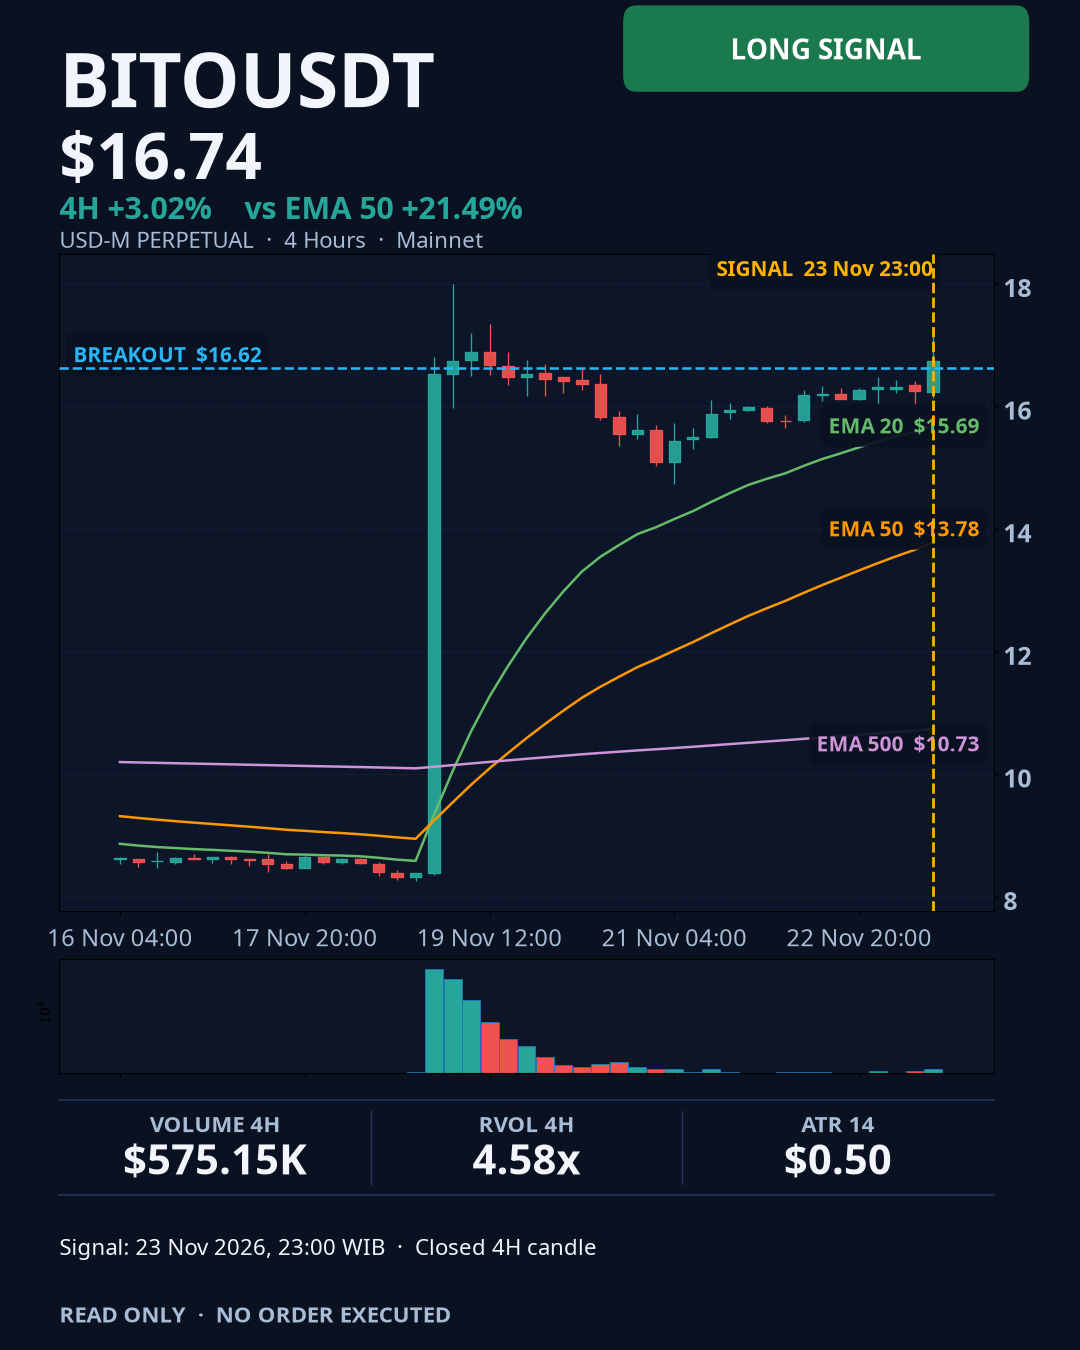 LONG SIGNAL
BITOUSDT
$16.74
4H +3.02% vs EMA 50 +21.49%
USD-M PERPETUAL · 4 Hours · Mainnet
SIGNAL 23 Nov 23:00
18
BREAKOUT $16.62
16
EMA 20 $15.69
EMA 50 $13.78
14
12
EMA 500 $10.73
10
8
16 Nov 04:00 17 Nov 20:00 19 Nov 12:00 21 Nov 04:00 22 Nov 20:00
10⁶
VOLUME 4H RVOL 4H ATR 14
$575.15K 4.58x $0.50
Signal: 23 Nov 2026, 23:00 WIB · Closed 4H candle
READ ONLY · NO ORDER EXECUTED